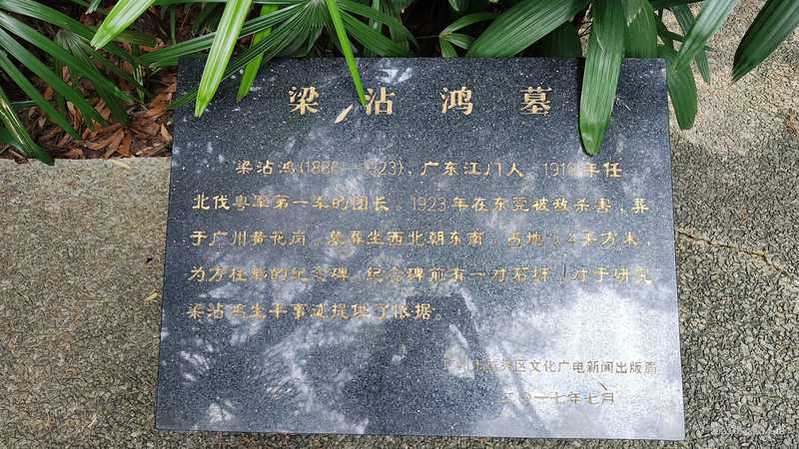 梁沾鸿墓
梁沾鸿(1886-1923)，广东江门人，191年任
北伐粤军第一军的团长，1923年在东莞被敌杀害，葬
于广州黄花岗。墓葬坐西北朝东南，占地4平方米
为方柱形的纪念碑，纪念碑前有一对石狮，对于研究
梁沾鸿生平事迹提供了依据。
区文化广电新闻出版局
二〇一七年七月